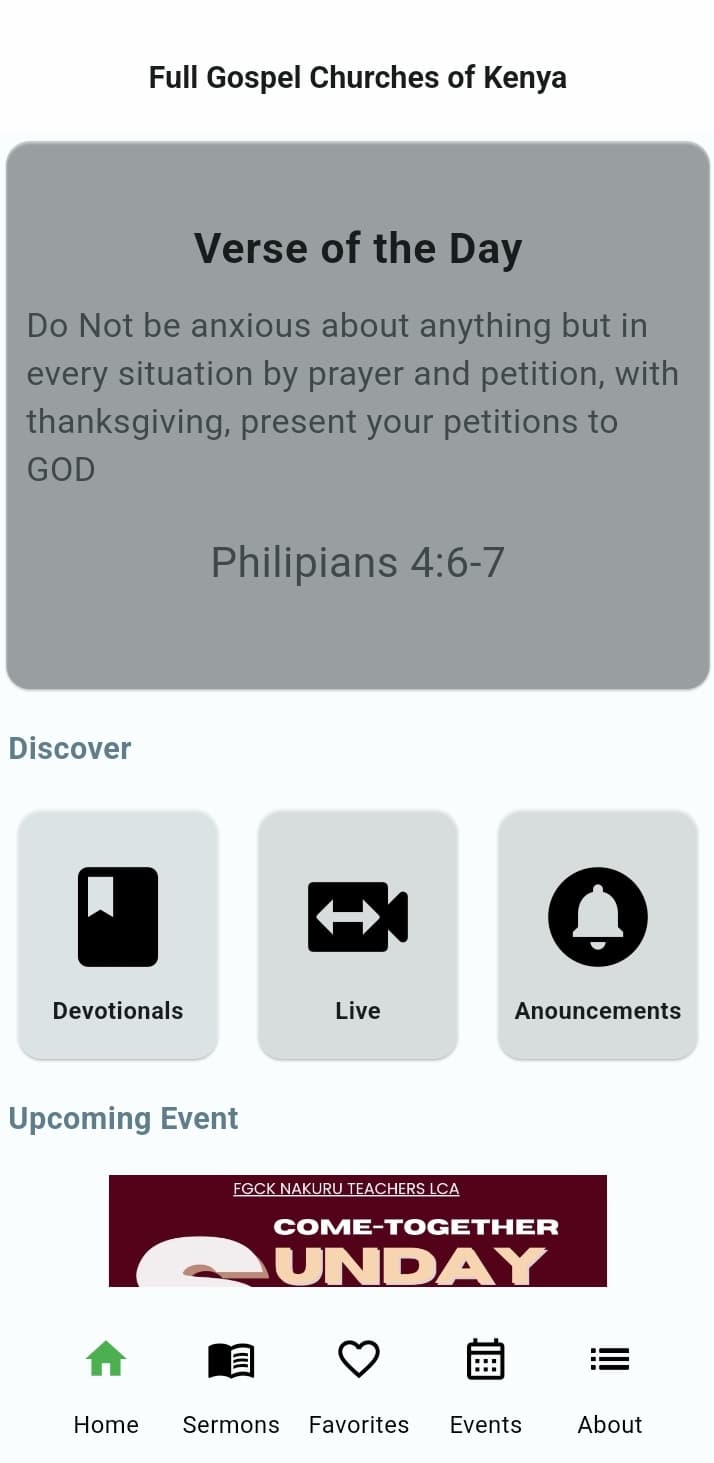 Full Gospel Churches of Kenya
Verse of the Day
Do Not be anxious about anything but in
every situation by prayer and petition, with
thanksgiving, present your petitions to
GOD
Philipians 4:6-7
Discover
Devotionals
Live
Anouncements
Upcoming Event
FGCK NAKURU TEACHERS LCA
COME-TOGETHER
SUNDAY
Home
Sermons
Favorites
Events
About